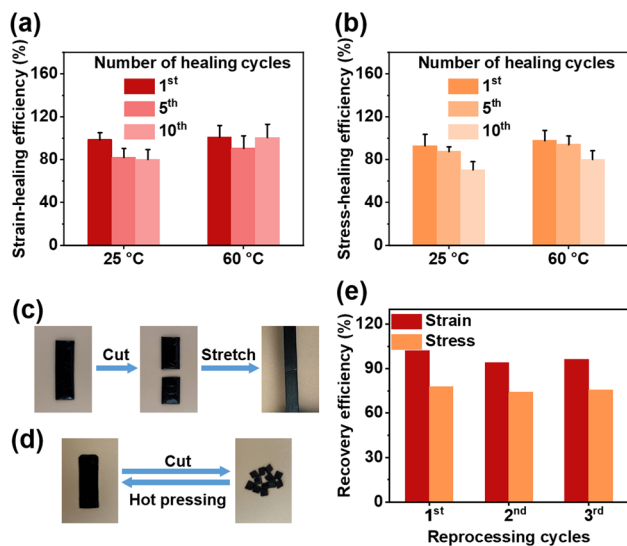 (a)
Strain-healing efficiency (%)
160
120
80
40
0
Number of healing cycles
1st
5th
10th
25 °C
60 °C
(b)
Stress-healing efficiency (%)
160
120
80
40
0
Number of healing cycles
1st
5th
10th
25 °C
60 °C
(c)
Cut
Stretch
(d)
Cut
Hot pressing
(e)
Recovery efficiency (%)
120
90
60
30
0
Strain
Stress
1st
2nd
3rd
Reprocessing cycles